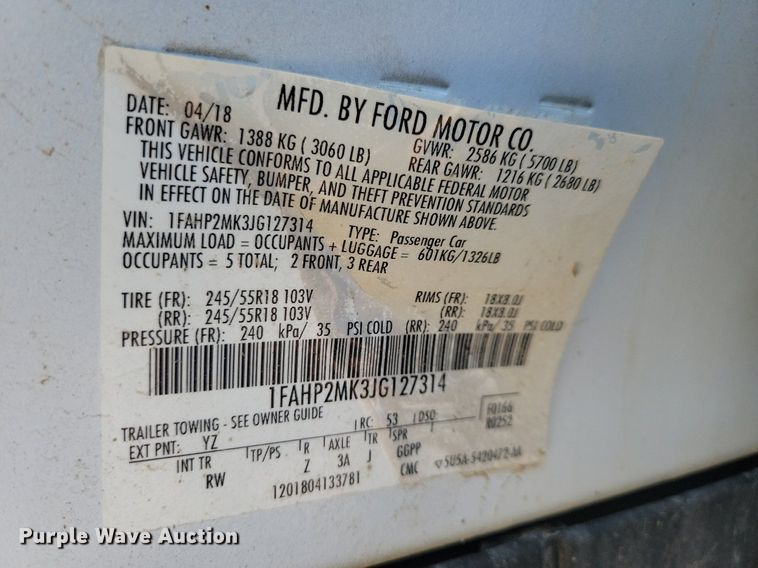 MFD. BY FORD MOTOR CO.
DATE: 04/18 GVWR: 2586 KG ( 5700 LB)
FRONT GAWR: 1388 KG ( 3060 LB) REAR GAWR: 1216 KG ( 2680 LB)
THIS VEHICLE CONFORMS TO ALL APPLICABLE FEDERAL MOTOR
VEHICLE SAFETY, BUMPER, AND THEFT PREVENTION STANDARDS
IN EFFECT ON THE DATE OF MANUFACTURE SHOWN ABOVE.
VIN: 1FAHP2MK3JG127314 TYPE: Passenger Car
MAXIMUM LOAD = OCCUPANTS + LUGGAGE = 601KG/1326LB
OCCUPANTS = 5 TOTAL; 2 FRONT, 3 REAR
TIRE (FR): 245/55R18 103V RIMS (FR): 18X8.0J
(RR): 245/55R18 103V (RR): 18X8.0J
PRESSURE (FR): 240 kPa/ 35 PSI COLD (RR): 240 kPa/ 35 PSI COLD
1FAHP2MK3JG127314
TRAILER TOWING - SEE OWNER GUIDE F0166
EXT PNT: YZ RC: 53 DSO: R0252
INT TR TP/PS R AXLE TR SPR
RW Z 3A J GGPP CMC 5U5A-5420472-AA
1201804133781
Purple Wave Auction